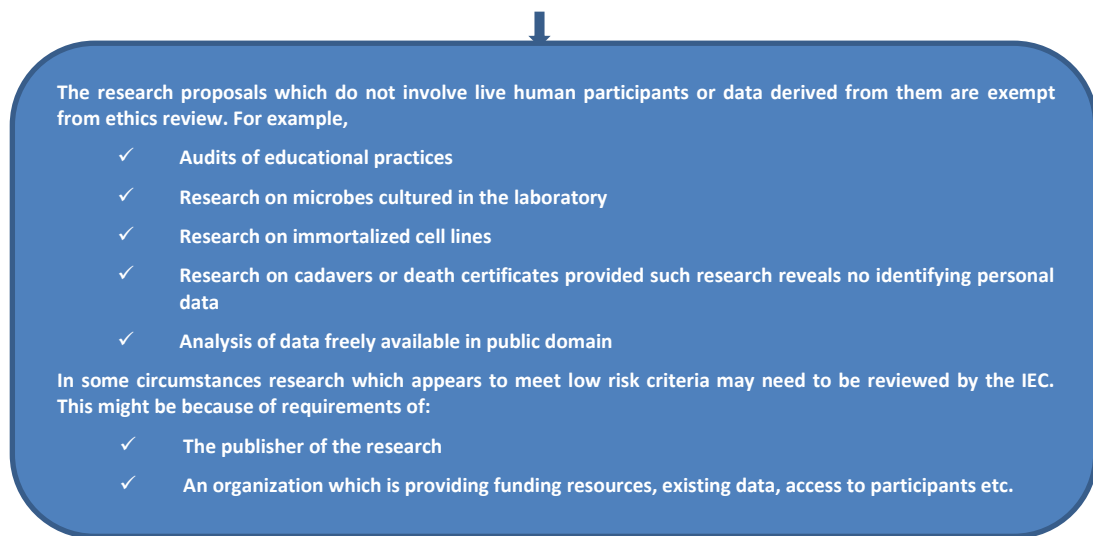 The research proposals which do not involve live human participants or data derived from them are exempt
from ethics review. For example,
✓ Audits of educational practices
✓ Research on microbes cultured in the laboratory
✓ Research on immortalized cell lines
✓ Research on cadavers or death certificates provided such research reveals no identifying personal
data
✓ Analysis of data freely available in public domain
In some circumstances research which appears to meet low risk criteria may need to be reviewed by the IEC.
This might be because of requirements of:
✓ The publisher of the research
✓ An organization which is providing funding resources, existing data, access to participants etc.